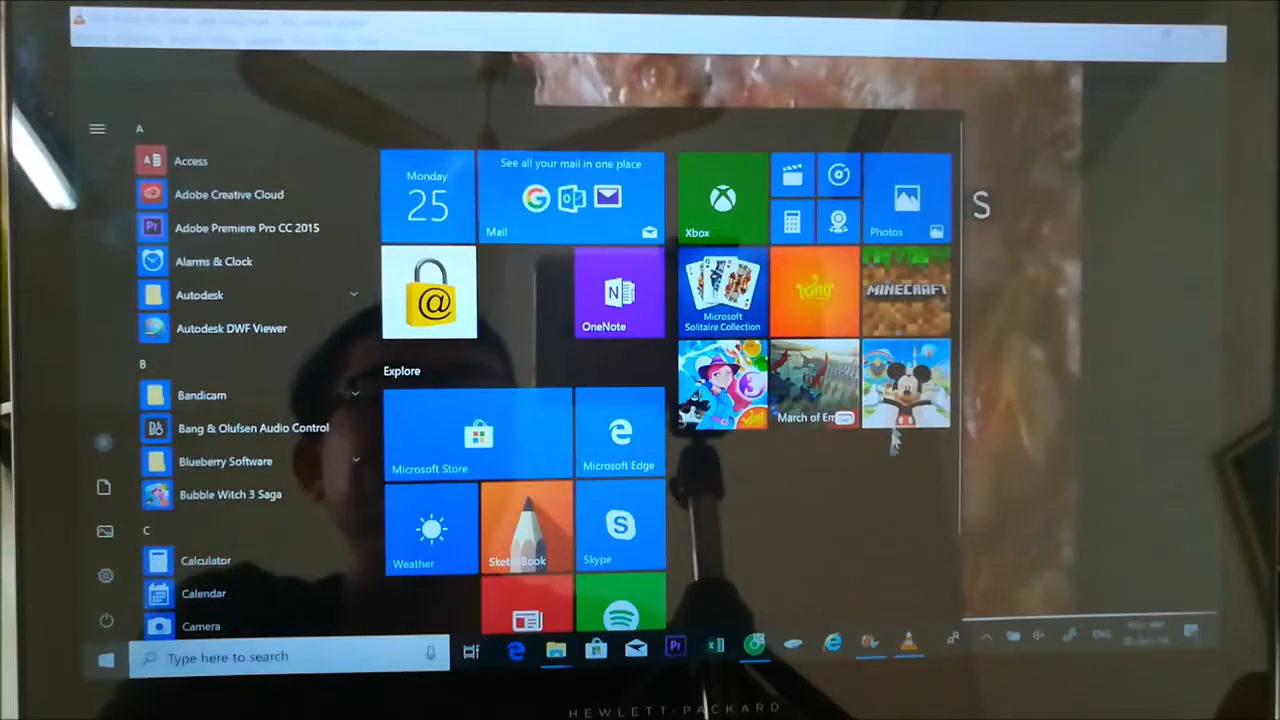 A
Access
Adobe Creative Cloud
Adobe Premiere Pro CC 2015
Alarms & Clock
Autodesk
Autodesk DWF Viewer
B
Bandicam
Bang & Olufsen Audio Control
Blueberry Software
Bubble Witch 3 Saga
C
Calculator
Calendar
Camera
Monday
25
See all your mail in one place
Mail
OneNote
Explore
Microsoft Store
Microsoft Edge
Weather
SketchBook
Skype
Xbox
Photos
Microsoft
Solitaire Collection
King
MINECRAFT
March of Em
S
Type here to search
HEWLETT-PACKARD